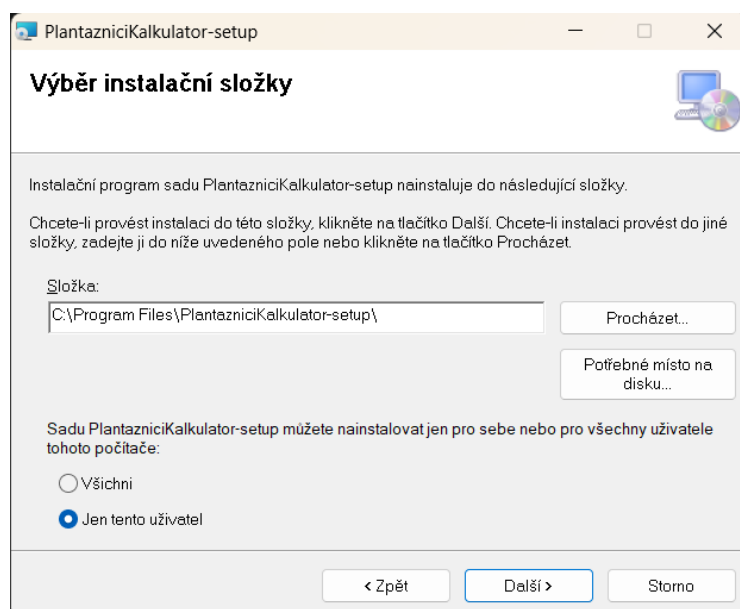 PlantazniciKalkulator-setup
Výběr instalační složky
Instalační program sadu PlantazniciKalkulator-setup nainstaluje do následující složky.
Chcete-li provést instalaci do této složky, klikněte na tlačítko Další. Chcete-li instalaci provést do jiné
složky, zadejte ji do níže uvedeného pole nebo klikněte na tlačítko Procházet.
Složka:
C:\Program Files\PlantazniciKalkulator-setup\
Procházet...
Potřebné místo na
disku...
Sadu PlantazniciKalkulator-setup můžete nainstalovat jen pro sebe nebo pro všechny uživatele
tohoto počítače:
Všichni
Jen tento uživatel
< Zpět
Další >
Storno